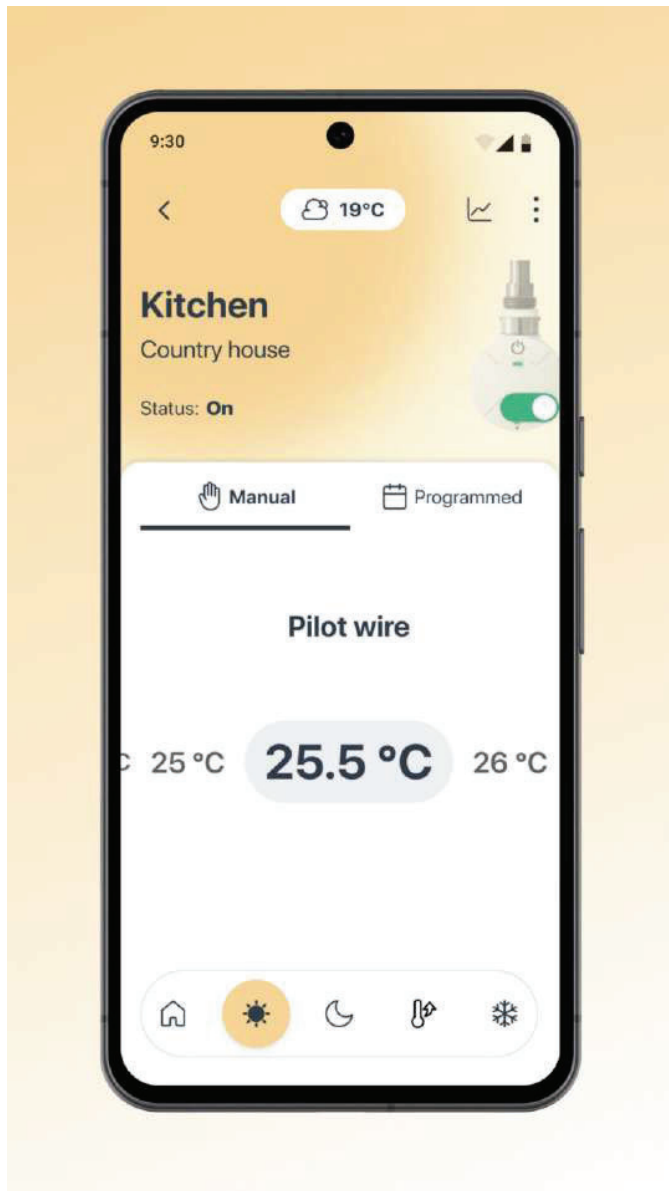 9:30
19°C
Kitchen
Country house
Status: On
Manual Programmed
Pilot wire
25 °C 25.5 °C 26 °C